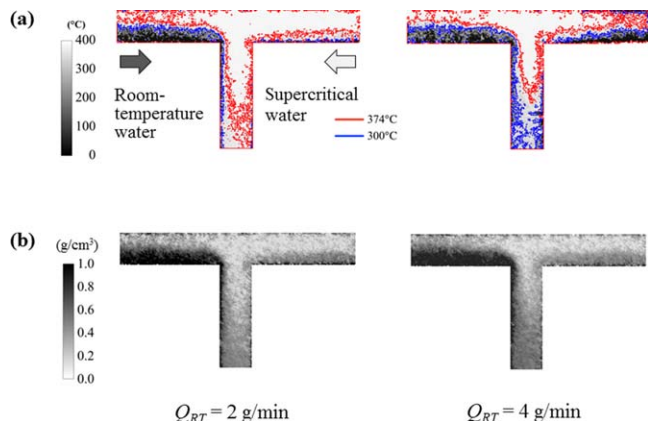 (a)
(°C)
400
300
200
100
0
Room-
temperature
water
Supercritical
water
374°C
300°C
(b)
(g/cm³)
1.0
0.8
0.6
0.4
0.2
0.0
Q_RT = 2 g/min
Q_RT = 4 g/min